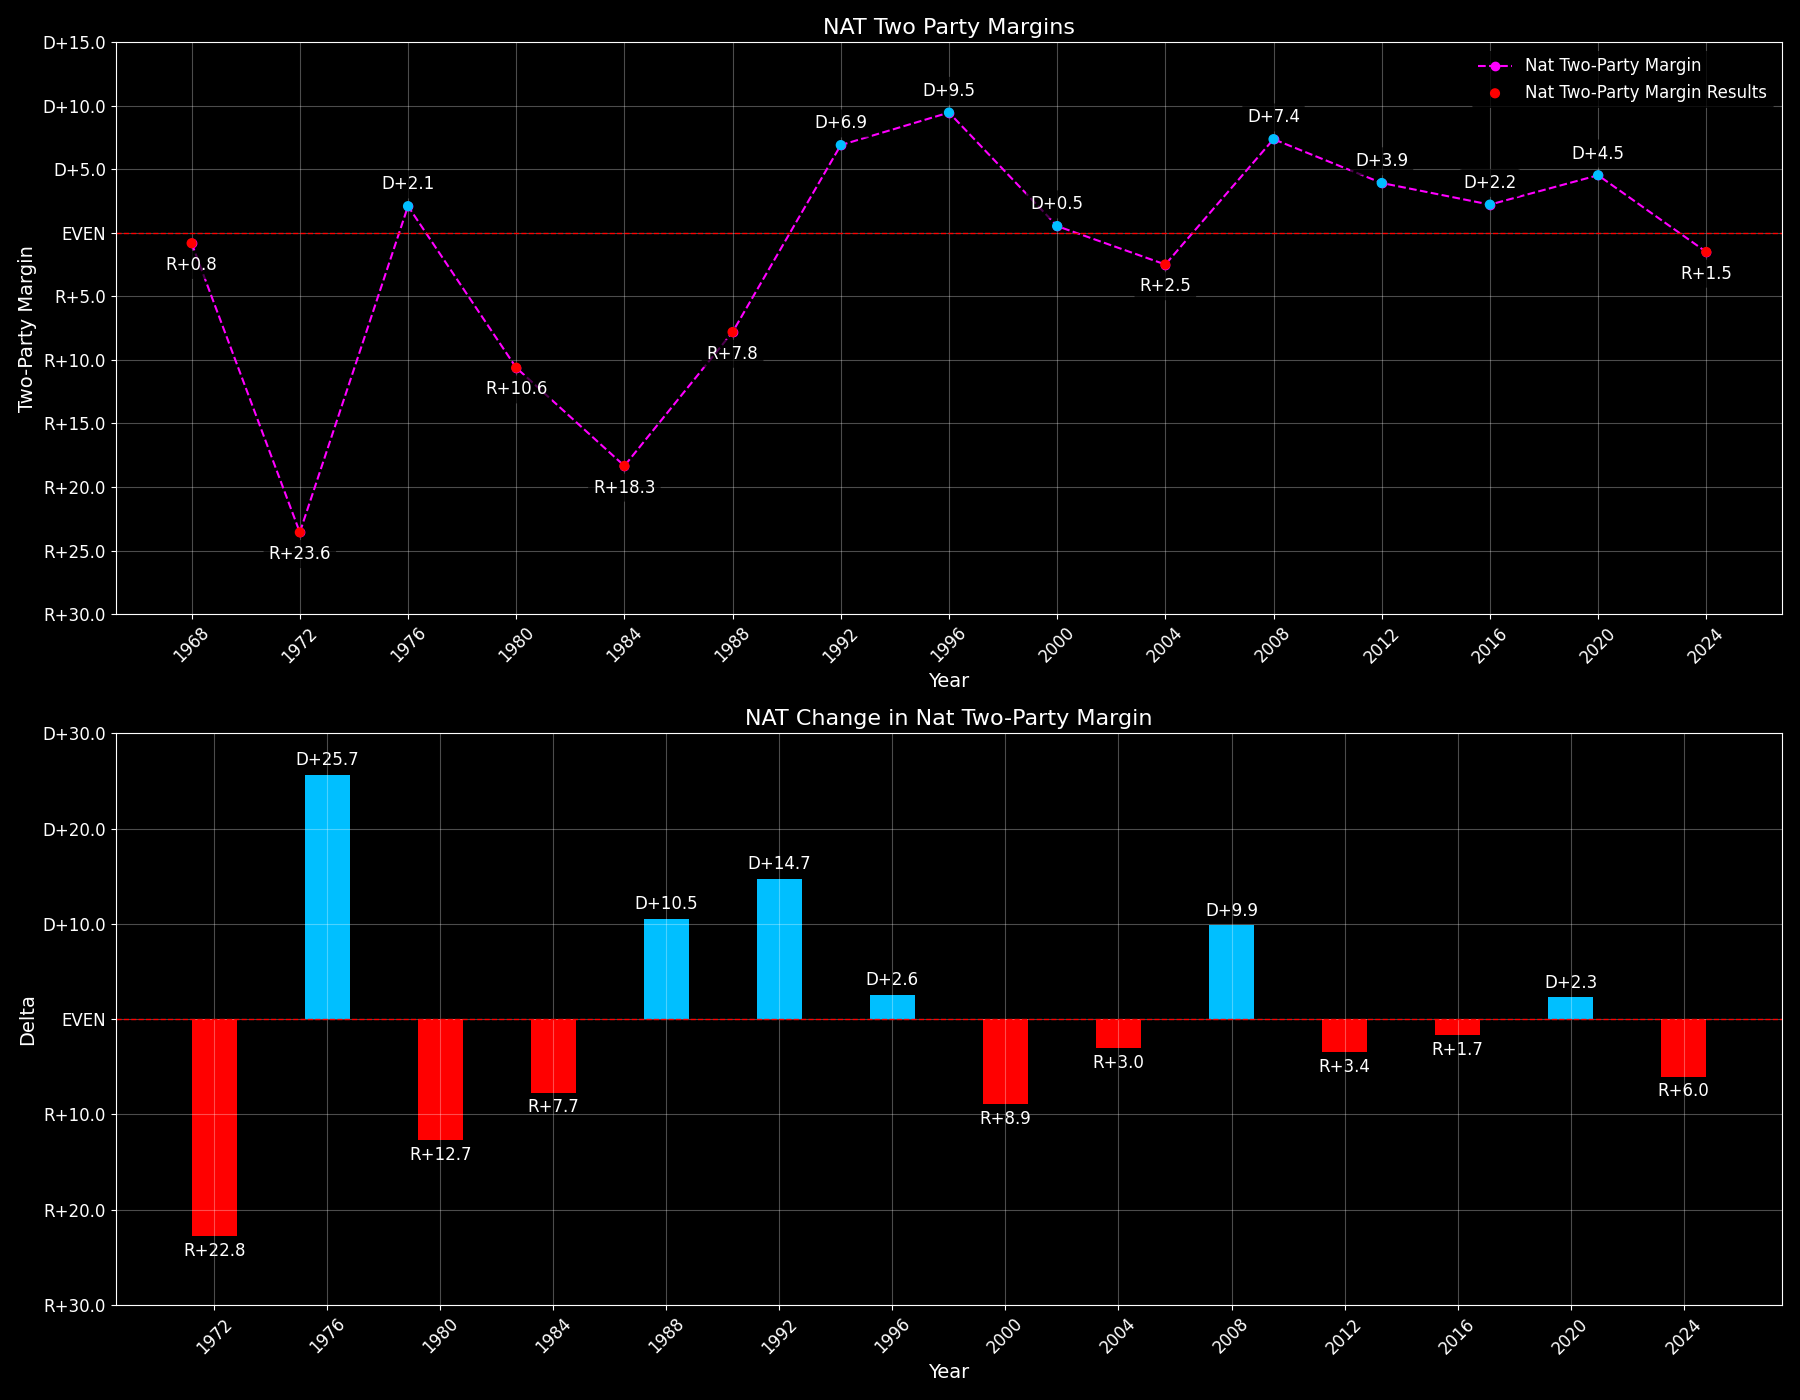 NAT Two Party Margins
D+15.0
D+10.0
D+5.0
EVEN
R+5.0
R+10.0
R+15.0
R+20.0
R+25.0
R+30.0
Two-Party Margin
Nat Two-Party Margin
Nat Two-Party Margin Results
R+0.8
R+23.6
D+2.1
R+10.6
R+18.3
R+7.8
D+6.9
D+9.5
D+0.5
R+2.5
D+7.4
D+3.9
D+2.2
D+4.5
R+1.5
1968
1972
1976
1980
1984
1988
1992
1996
2000
2004
2008
2012
2016
2020
2024
Year
NAT Change in Nat Two-Party Margin
D+30.0
D+20.0
D+10.0
EVEN
R+10.0
R+20.0
R+30.0
Delta
R+22.8
D+25.7
R+12.7
R+7.7
D+10.5
D+14.7
D+2.6
R+8.9
R+3.0
D+9.9
R+3.4
R+1.7
D+2.3
R+6.0
1972
1976
1980
1984
1988
1992
1996
2000
2004
2008
2012
2016
2020
2024
Year